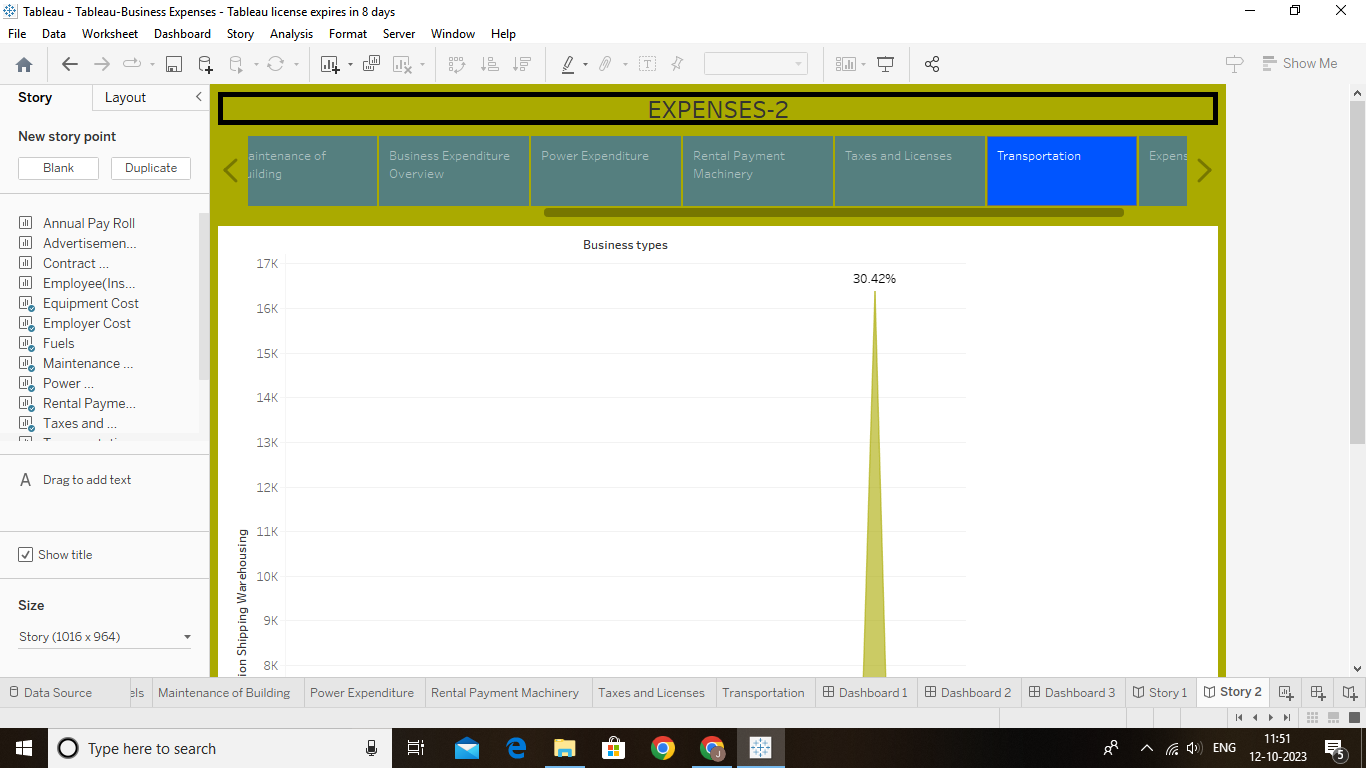 Tableau - Tableau-Business Expenses - Tableau license expires in 8 days
File Data Worksheet Dashboard Story Analysis Format Server Window Help
Show Me
Story Layout
New story point
Blank Duplicate
Annual Pay Roll
Advertisemen...
Contract ...
Employee(Ins...
Equipment Cost
Employer Cost
Fuels
Maintenance ...
Power ...
Rental Payme...
Taxes and ...
A Drag to add text
Show title
Size
Story (1016 x 964)
EXPENSES-2
aintenance of
uilding
Business Expenditure
Overview
Power Expenditure
Rental Payment
Machinery
Taxes and Licenses
Transportation
Expens
Business types
30.42%
17K
16K
15K
14K
13K
12K
11K
10K
9K
8K
ion Shipping Warehousing
Data Source els Maintenance of Building Power Expenditure Rental Payment Machinery Taxes and Licenses Transportation Dashboard 1 Dashboard 2 Dashboard 3 Story 1 Story 2
Type here to search
J
ENG
11:51
12-10-2023
5